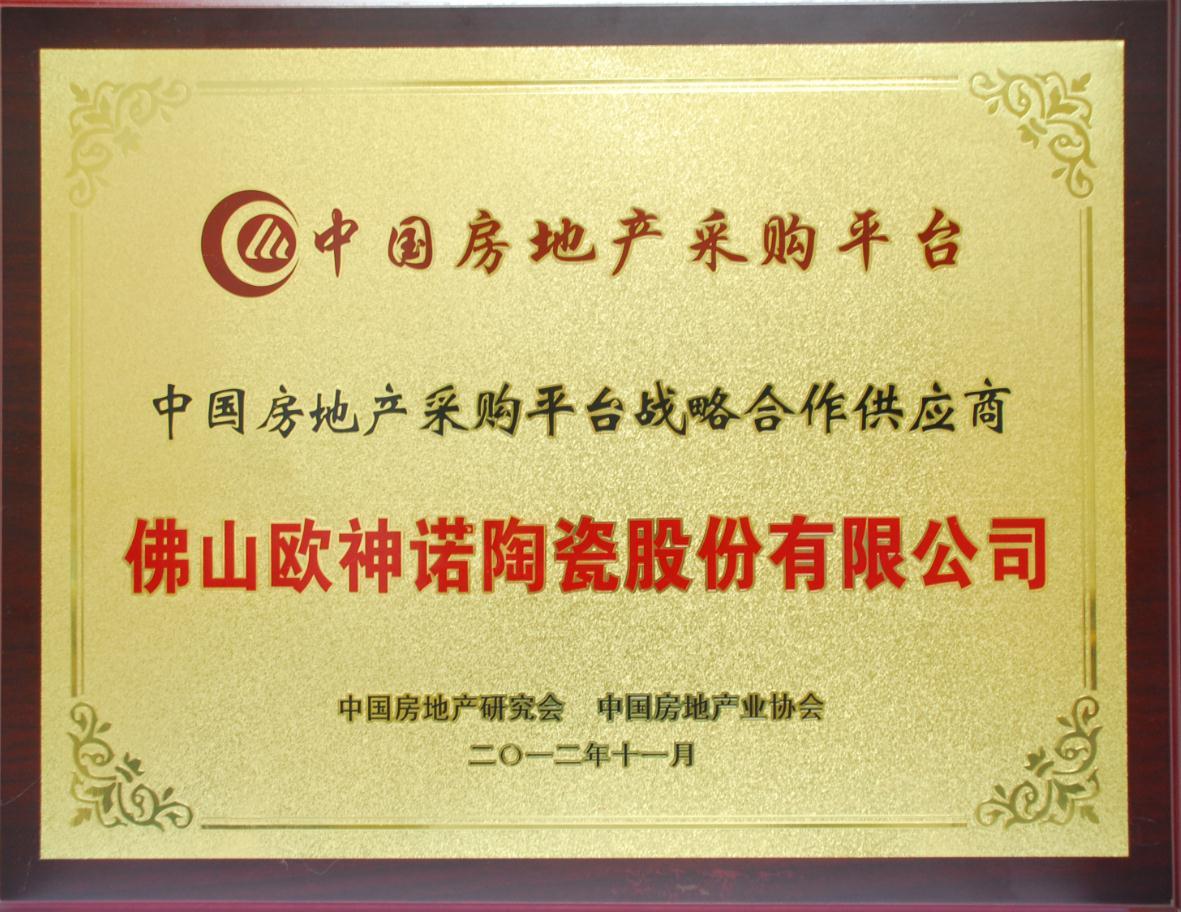 中国房地产采购平台
中国房地产采购平台战略合作供应商
佛山欧神诺陶瓷股份有限公司
中国房地产研究会 中国房地产业协会
二〇一二年十一月